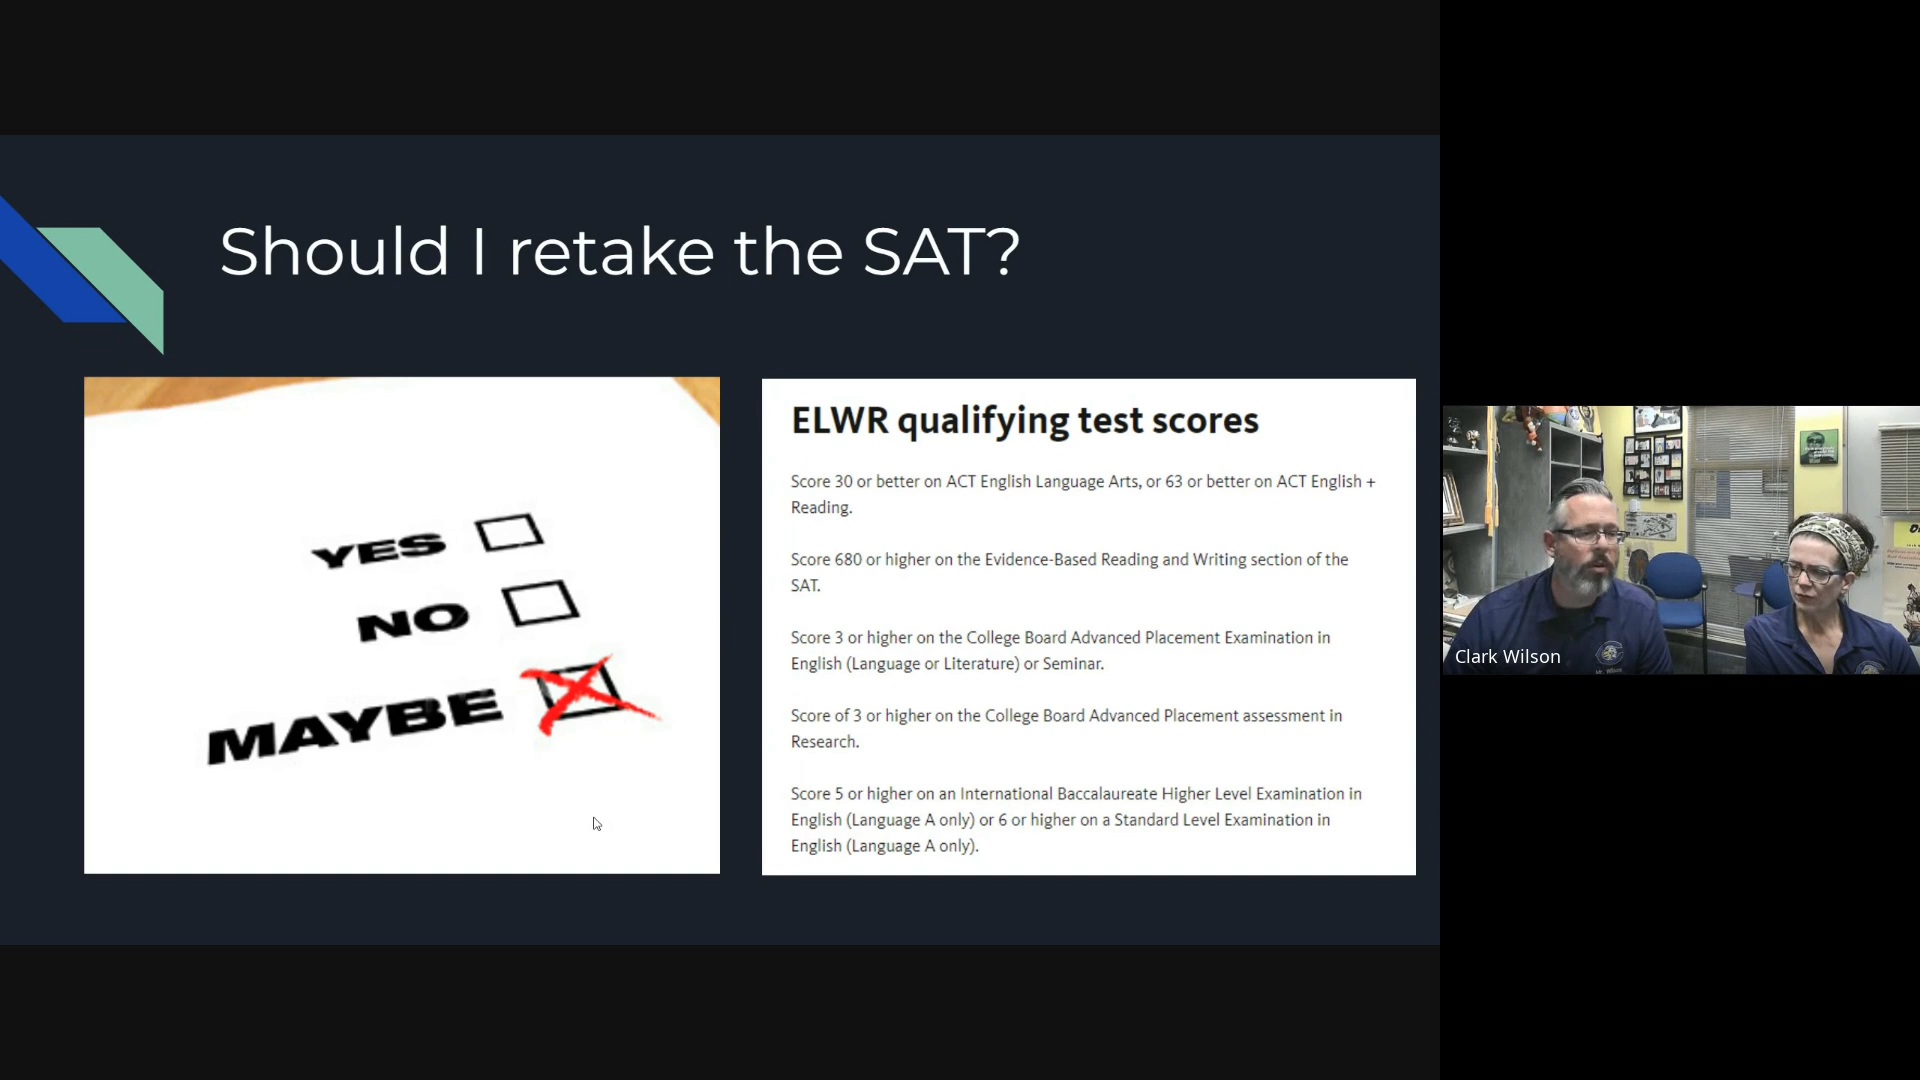 Should I retake the SAT?
YES
NO
MAYBE
ELWR qualifying test scores
Score 30 or better on ACT English Language Arts, or 63 or better on ACT English +
Reading.
Score 680 or higher on the Evidence-Based Reading and Writing section of the
SAT.
Score 3 or higher on the College Board Advanced Placement Examination in
English (Language or Literature) or Seminar.
Score of 3 or higher on the College Board Advanced Placement assessment in
Research.
Score 5 or higher on an International Baccalaureate Higher Level Examination in
English (Language A only) or 6 or higher on a Standard Level Examination in
English (Language A only).
Clark Wilson